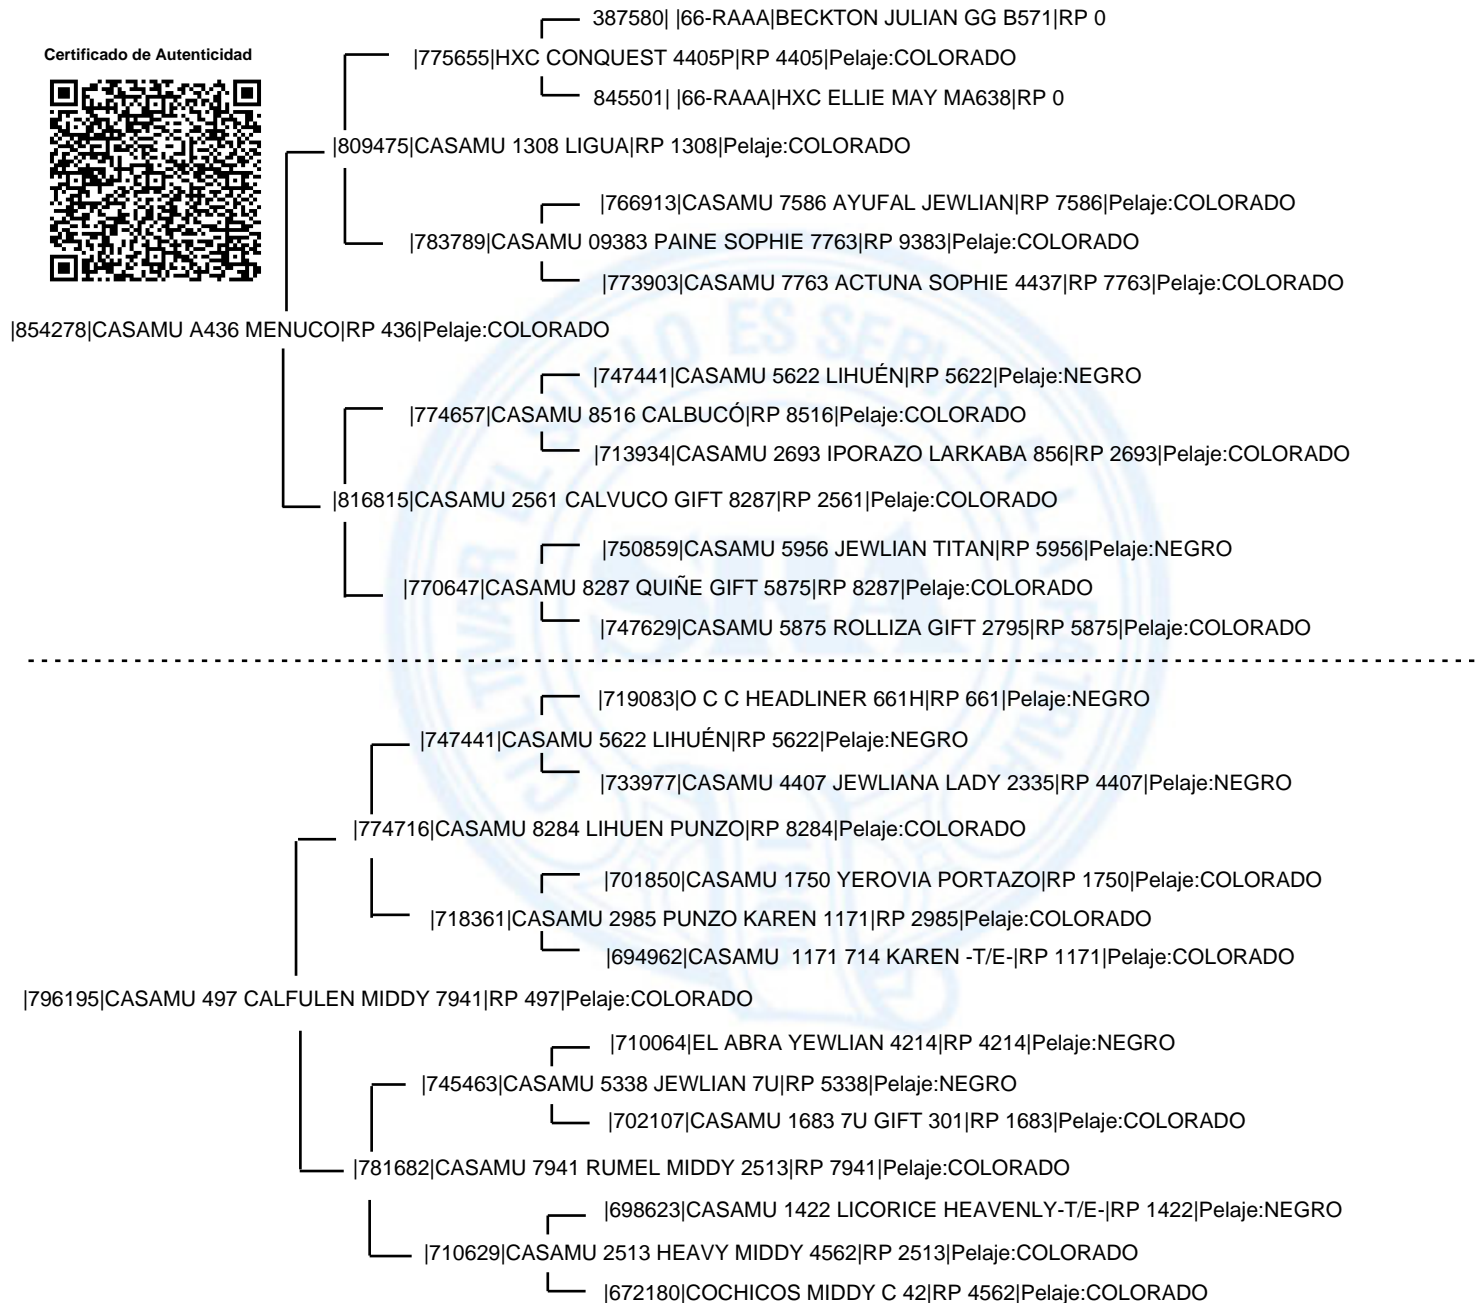 387580| |66-RAAA|BECKTON JULIAN GG B571|RP 0
Certificado de Autenticidad
|775655|HXC CONQUEST 4405P|RP 4405|Pelaje:COLORADO
845501| |66-RAAA|HXC ELLIE MAY MA638|RP 0
|809475|CASAMU 1308 LIGUA|RP 1308|Pelaje:COLORADO
|766913|CASAMU 7586 AYUFAL JEWLIAN|RP 7586|Pelaje:COLORADO
|783789|CASAMU 09383 PAINE SOPHIE 7763|RP 9383|Pelaje:COLORADO
|773903|CASAMU 7763 ACTUNA SOPHIE 4437|RP 7763|Pelaje:COLORADO
|854278|CASAMU A436 MENUCO|RP 436|Pelaje:COLORADO
|747441|CASAMU 5622 LIHUÉN|RP 5622|Pelaje:NEGRO
|774657|CASAMU 8516 CALBUCÓ|RP 8516|Pelaje:COLORADO
|713934|CASAMU 2693 IPORAZO LARKABA 856|RP 2693|Pelaje:COLORADO
|816815|CASAMU 2561 CALVUCO GIFT 8287|RP 2561|Pelaje:COLORADO
|750859|CASAMU 5956 JEWLIAN TITAN|RP 5956|Pelaje:NEGRO
|770647|CASAMU 8287 QUIÑE GIFT 5875|RP 8287|Pelaje:COLORADO
|747629|CASAMU 5875 ROLLIZA GIFT 2795|RP 5875|Pelaje:COLORADO
|719083|O C C HEADLINER 661H|RP 661|Pelaje:NEGRO
|747441|CASAMU 5622 LIHUÉN|RP 5622|Pelaje:NEGRO
|733977|CASAMU 4407 JEWLIANA LADY 2335|RP 4407|Pelaje:NEGRO
|774716|CASAMU 8284 LIHUEN PUNZO|RP 8284|Pelaje:COLORADO
|701850|CASAMU 1750 YEROVIA PORTAZO|RP 1750|Pelaje:COLORADO
|718361|CASAMU 2985 PUNZO KAREN 1171|RP 2985|Pelaje:COLORADO
|694962|CASAMU  1171 714 KAREN -T/E-|RP 1171|Pelaje:COLORADO
|796195|CASAMU 497 CALFULEN MIDDY 7941|RP 497|Pelaje:COLORADO
|710064|EL ABRA YEWLIAN 4214|RP 4214|Pelaje:NEGRO
|745463|CASAMU 5338 JEWLIAN 7U|RP 5338|Pelaje:NEGRO
|702107|CASAMU 1683 7U GIFT 301|RP 1683|Pelaje:COLORADO
|781682|CASAMU 7941 RUMEL MIDDY 2513|RP 7941|Pelaje:COLORADO
|698623|CASAMU 1422 LICORICE HEAVENLY-T/E-|RP 1422|Pelaje:NEGRO
|710629|CASAMU 2513 HEAVY MIDDY 4562|RP 2513|Pelaje:COLORADO
|672180|COCHICOS MIDDY C 42|RP 4562|Pelaje:COLORADO
CULTIVAR EL SUELO ES SERVIR A LA PATRIA
SRA
1866